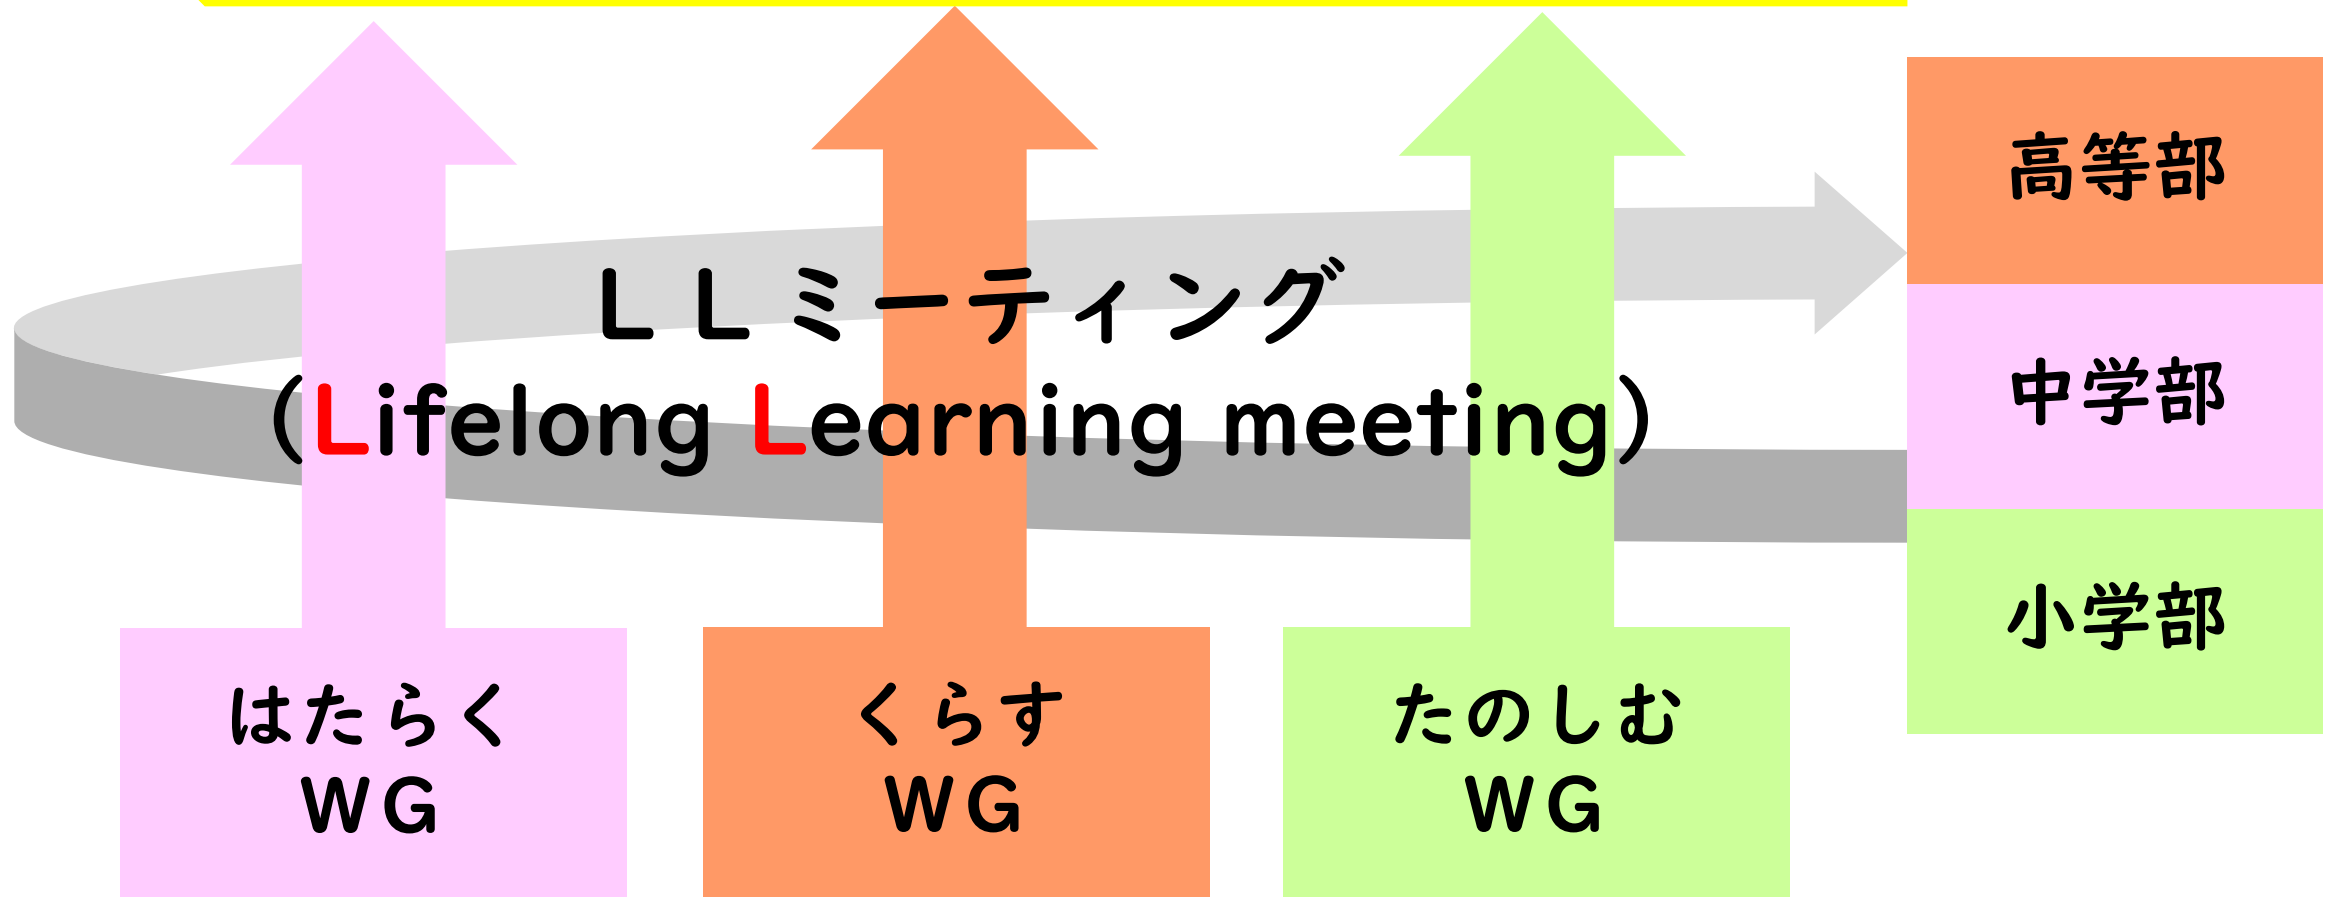 LLミーティング
(Lifelong Learning meeting)
高等部
中学部
小学部
はたらく
WG
くらす
WG
たのしむ
WG